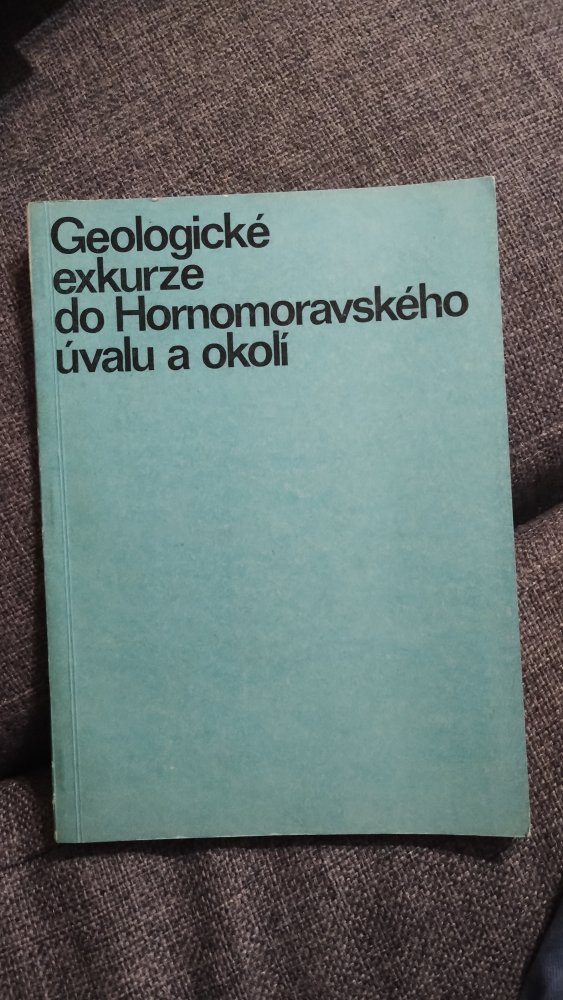 Geologické
exkurze
do Hornomoravského
úvalu a okolí